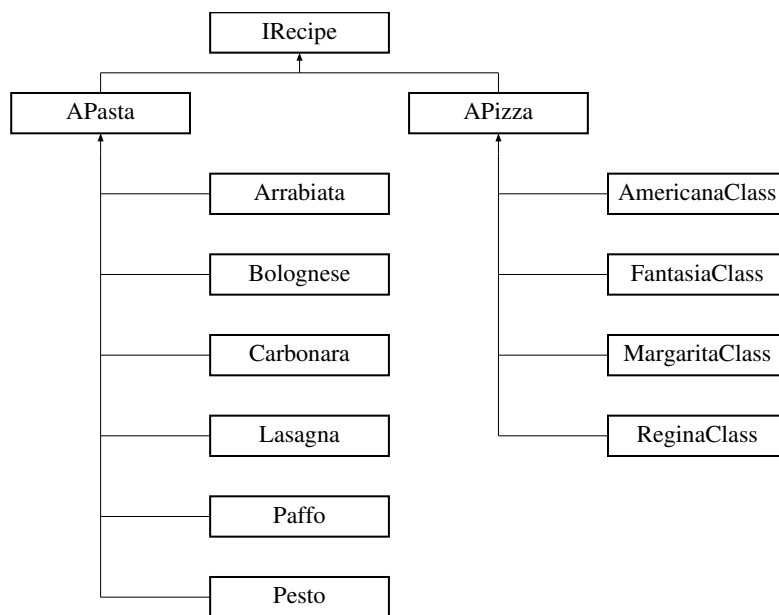 IRecipe
APasta
APizza
Arrabiata
AmericanaClass
Bolognese
FantasiaClass
Carbonara
MargaritaClass
Lasagna
ReginaClass
Paffo
Pesto